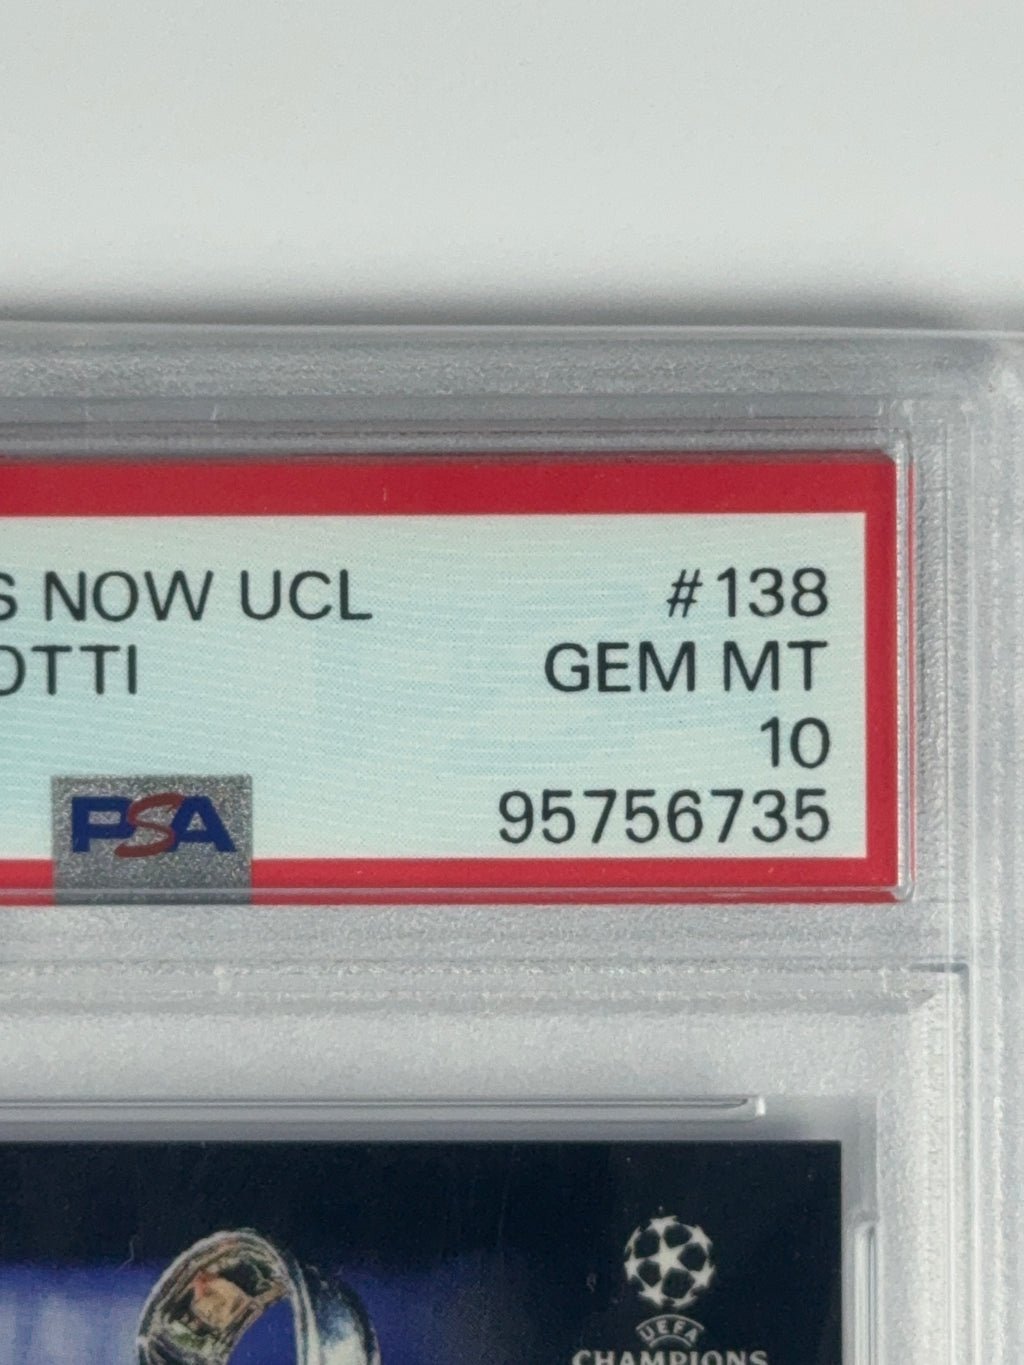 S NOW UCL #138
OTTI GEM MT
10
PSA 95756735
UEFA
CHAMPIONS